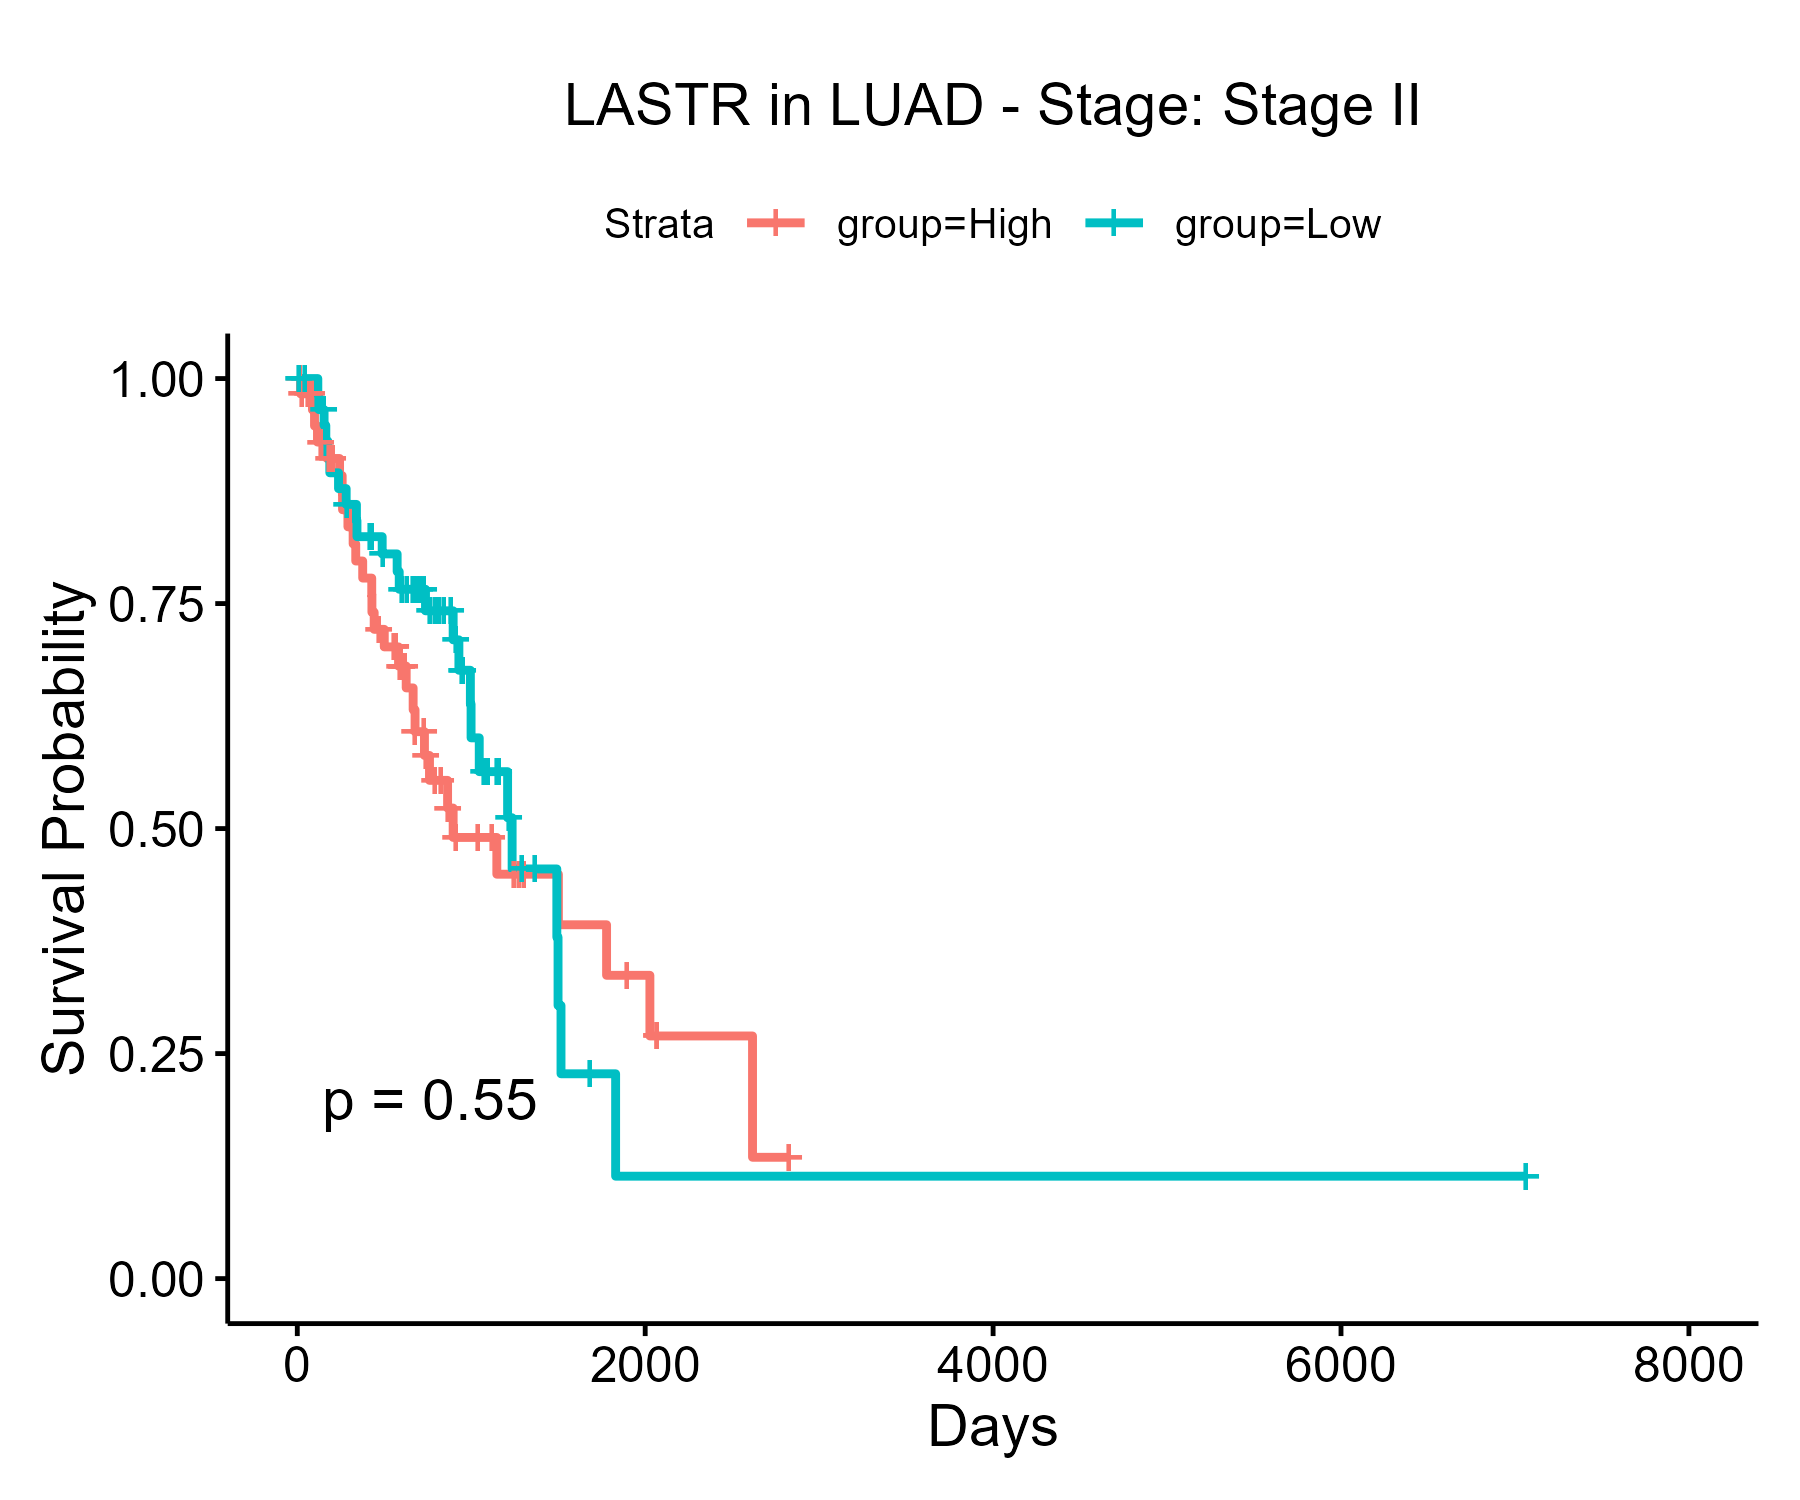 LASTR in LUAD - Stage: Stage II
Strata group=High group=Low
1.00
0.75
0.50
0.25
0.00
Survival Probability
p = 0.55
0 2000 4000 6000 8000
Days